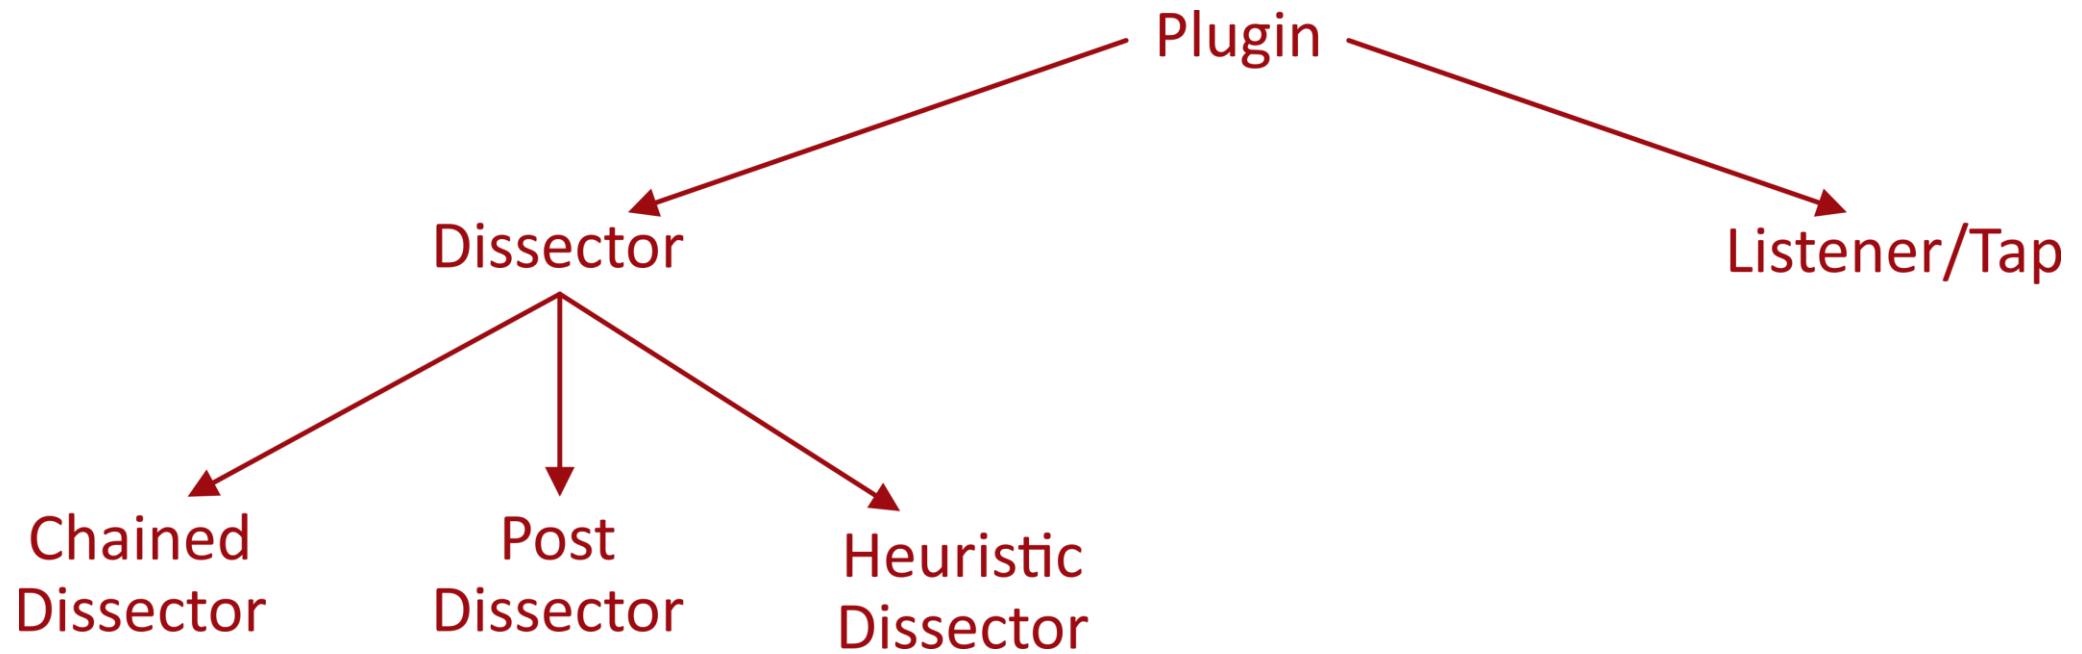 Plugin
Dissector
Listener/Tap
Chained
Dissector
Post
Dissector
Heuristic
Dissector